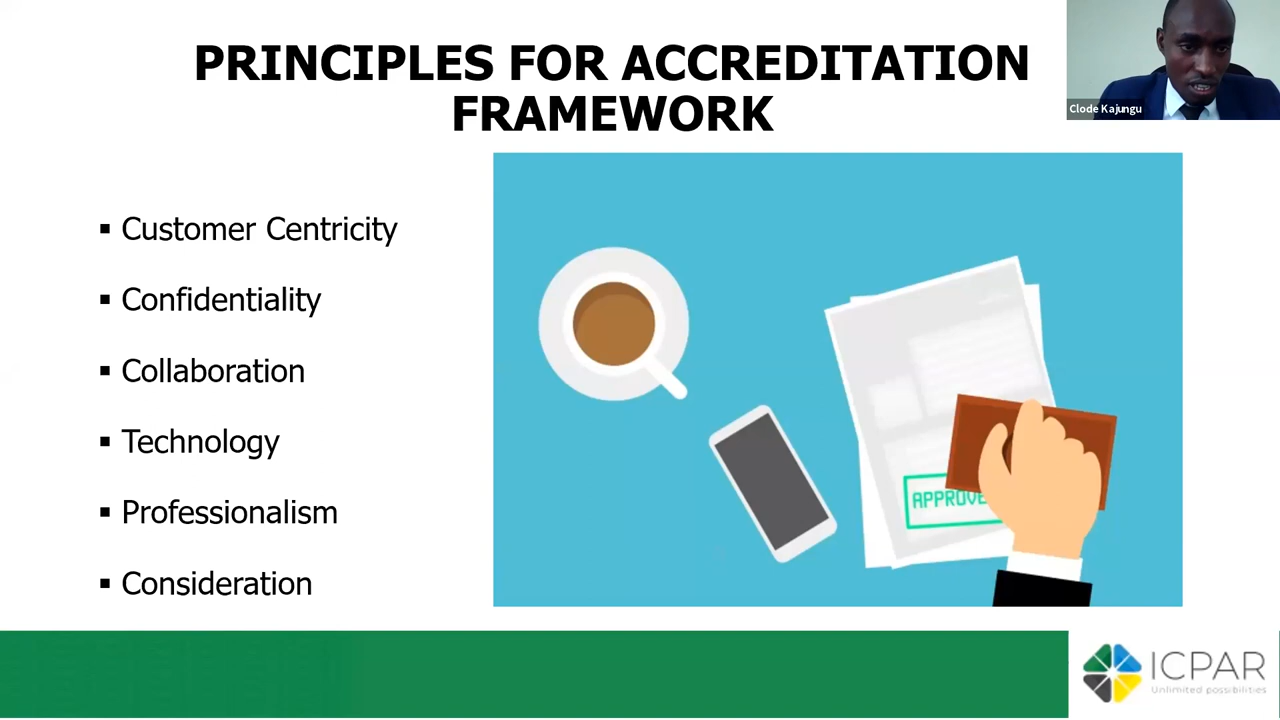 PRINCIPLES FOR ACCREDITATION
FRAMEWORK
Clode Kajungu
▪ Customer Centricity
▪ Confidentiality
▪ Collaboration
▪ Technology
▪ Professionalism
▪ Consideration
APPROVE
ICPAR
Unlimited possibilities